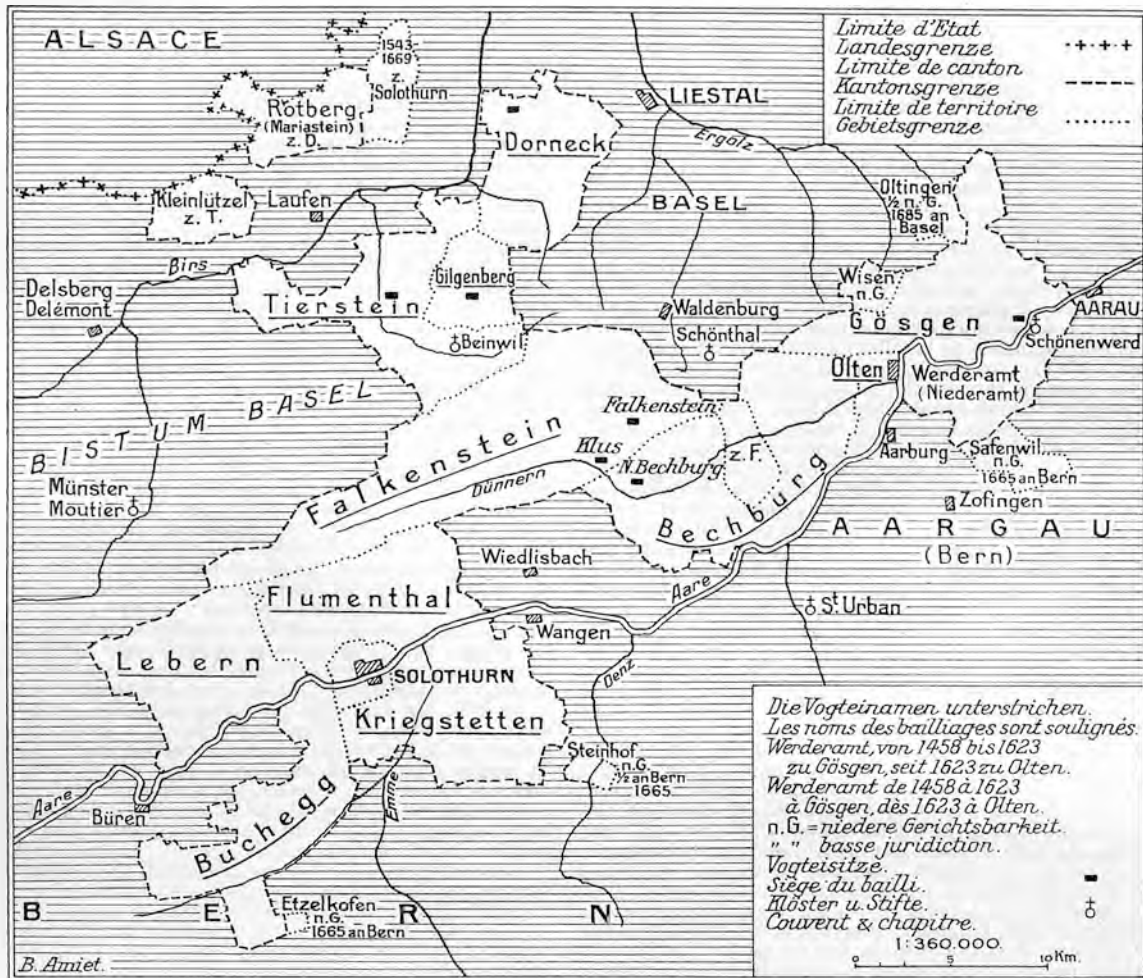 ALSACE
1543-
1669
z.
Solothurn
Rotberg
(Mariastein)
z. D.
Limite d'Etat
Landesgrenze
Limite de canton
Kantonsgrenze
Limite de territoire
Gebietsgrenze
LIESTAL
Dorneck
Ergolz
BASEL
Oltingen
½ n. G.
1685 an
Basel
Kleinlützel
z. T.
Laufen
Birs
Delsberg
Delémont
Tierstein
Gilgenberg
Beinwil
Wisen
n. G.
Waldenburg
Schönthal
Gösgen
AARAU
Schönenwerd
Olten
Werderamt
(Niederamt)
BISTUM BASEL
Falkenstein
Falkenstein
Klus
N. Bechburg
z. F.
Dünnern
Bechburg
Aarburg
Safenwil
n. G.
1665 an Bern
Zofingen
Münster
Moutier
AARGAU
(Bern)
Wiedlisbach
Flumenthal
Aare
St. Urban
Wangen
Lebern
SOLOTHURN
Oenz
Kriegstetten
Steinhof
n. G.
½ an Bern
1665
Aare
Büren
Buchegg
Emme
Etzelkofen
n. G.
1665 an Bern
BERN
Die Vogteinamen unterstrichen.
Les noms des bailliages sont soulignés.
Werderamt, von 1458 bis 1623
zu Gösgen, seit 1623 zu Olten.
Werderamt de 1458 à 1623
à Gösgen, dès 1623 à Olten.
n. G. = niedere Gerichtsbarkeit.
" " basse juridiction.
Vogteisitze.
Siège du bailli.
Klöster u. Stifte.
Couvent & chapitre.
1:360.000.
0 5 10 Km.
B. Amiet.